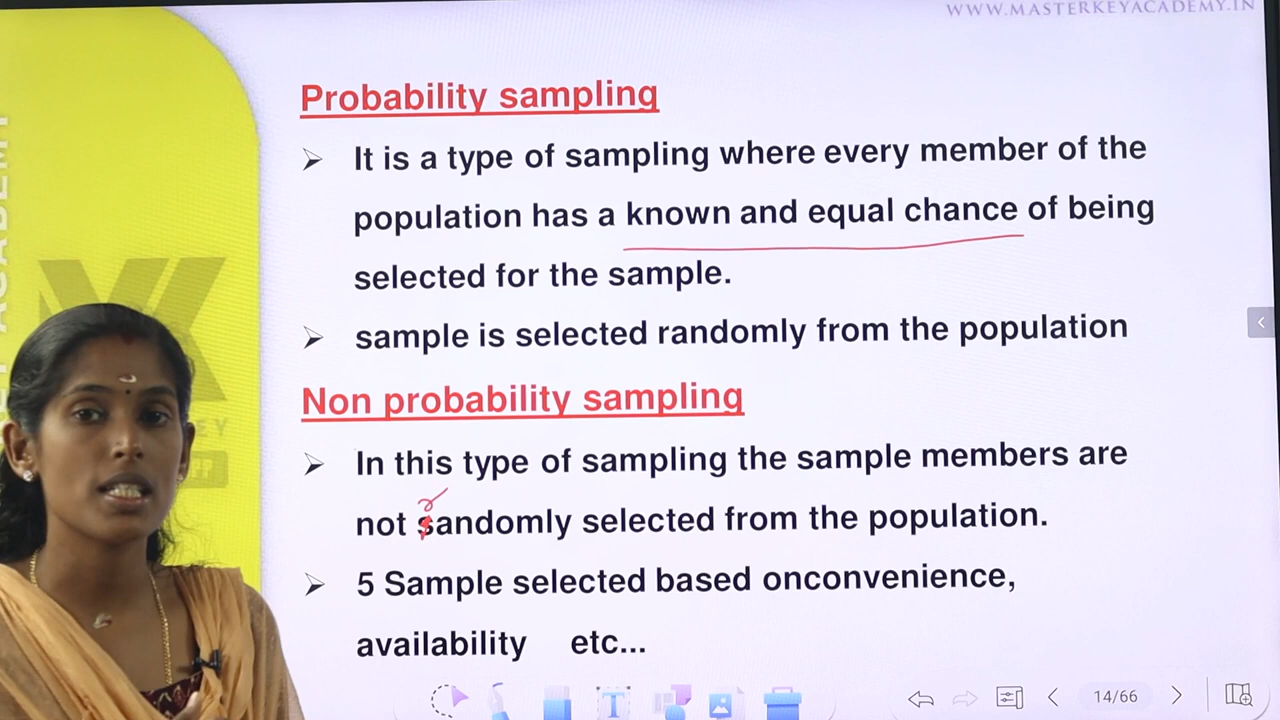 WWW.MASTERKEYACADEMY.IN
Probability sampling
➢ It is a type of sampling where every member of the
population has a known and equal chance of being
selected for the sample.
➢ sample is selected randomly from the population
Non probability sampling
➢ In this type of sampling the sample members are
r
not sandomly selected from the population.
➢ 5 Sample selected based onconvenience,
availability etc...
ACADEMY
14/66